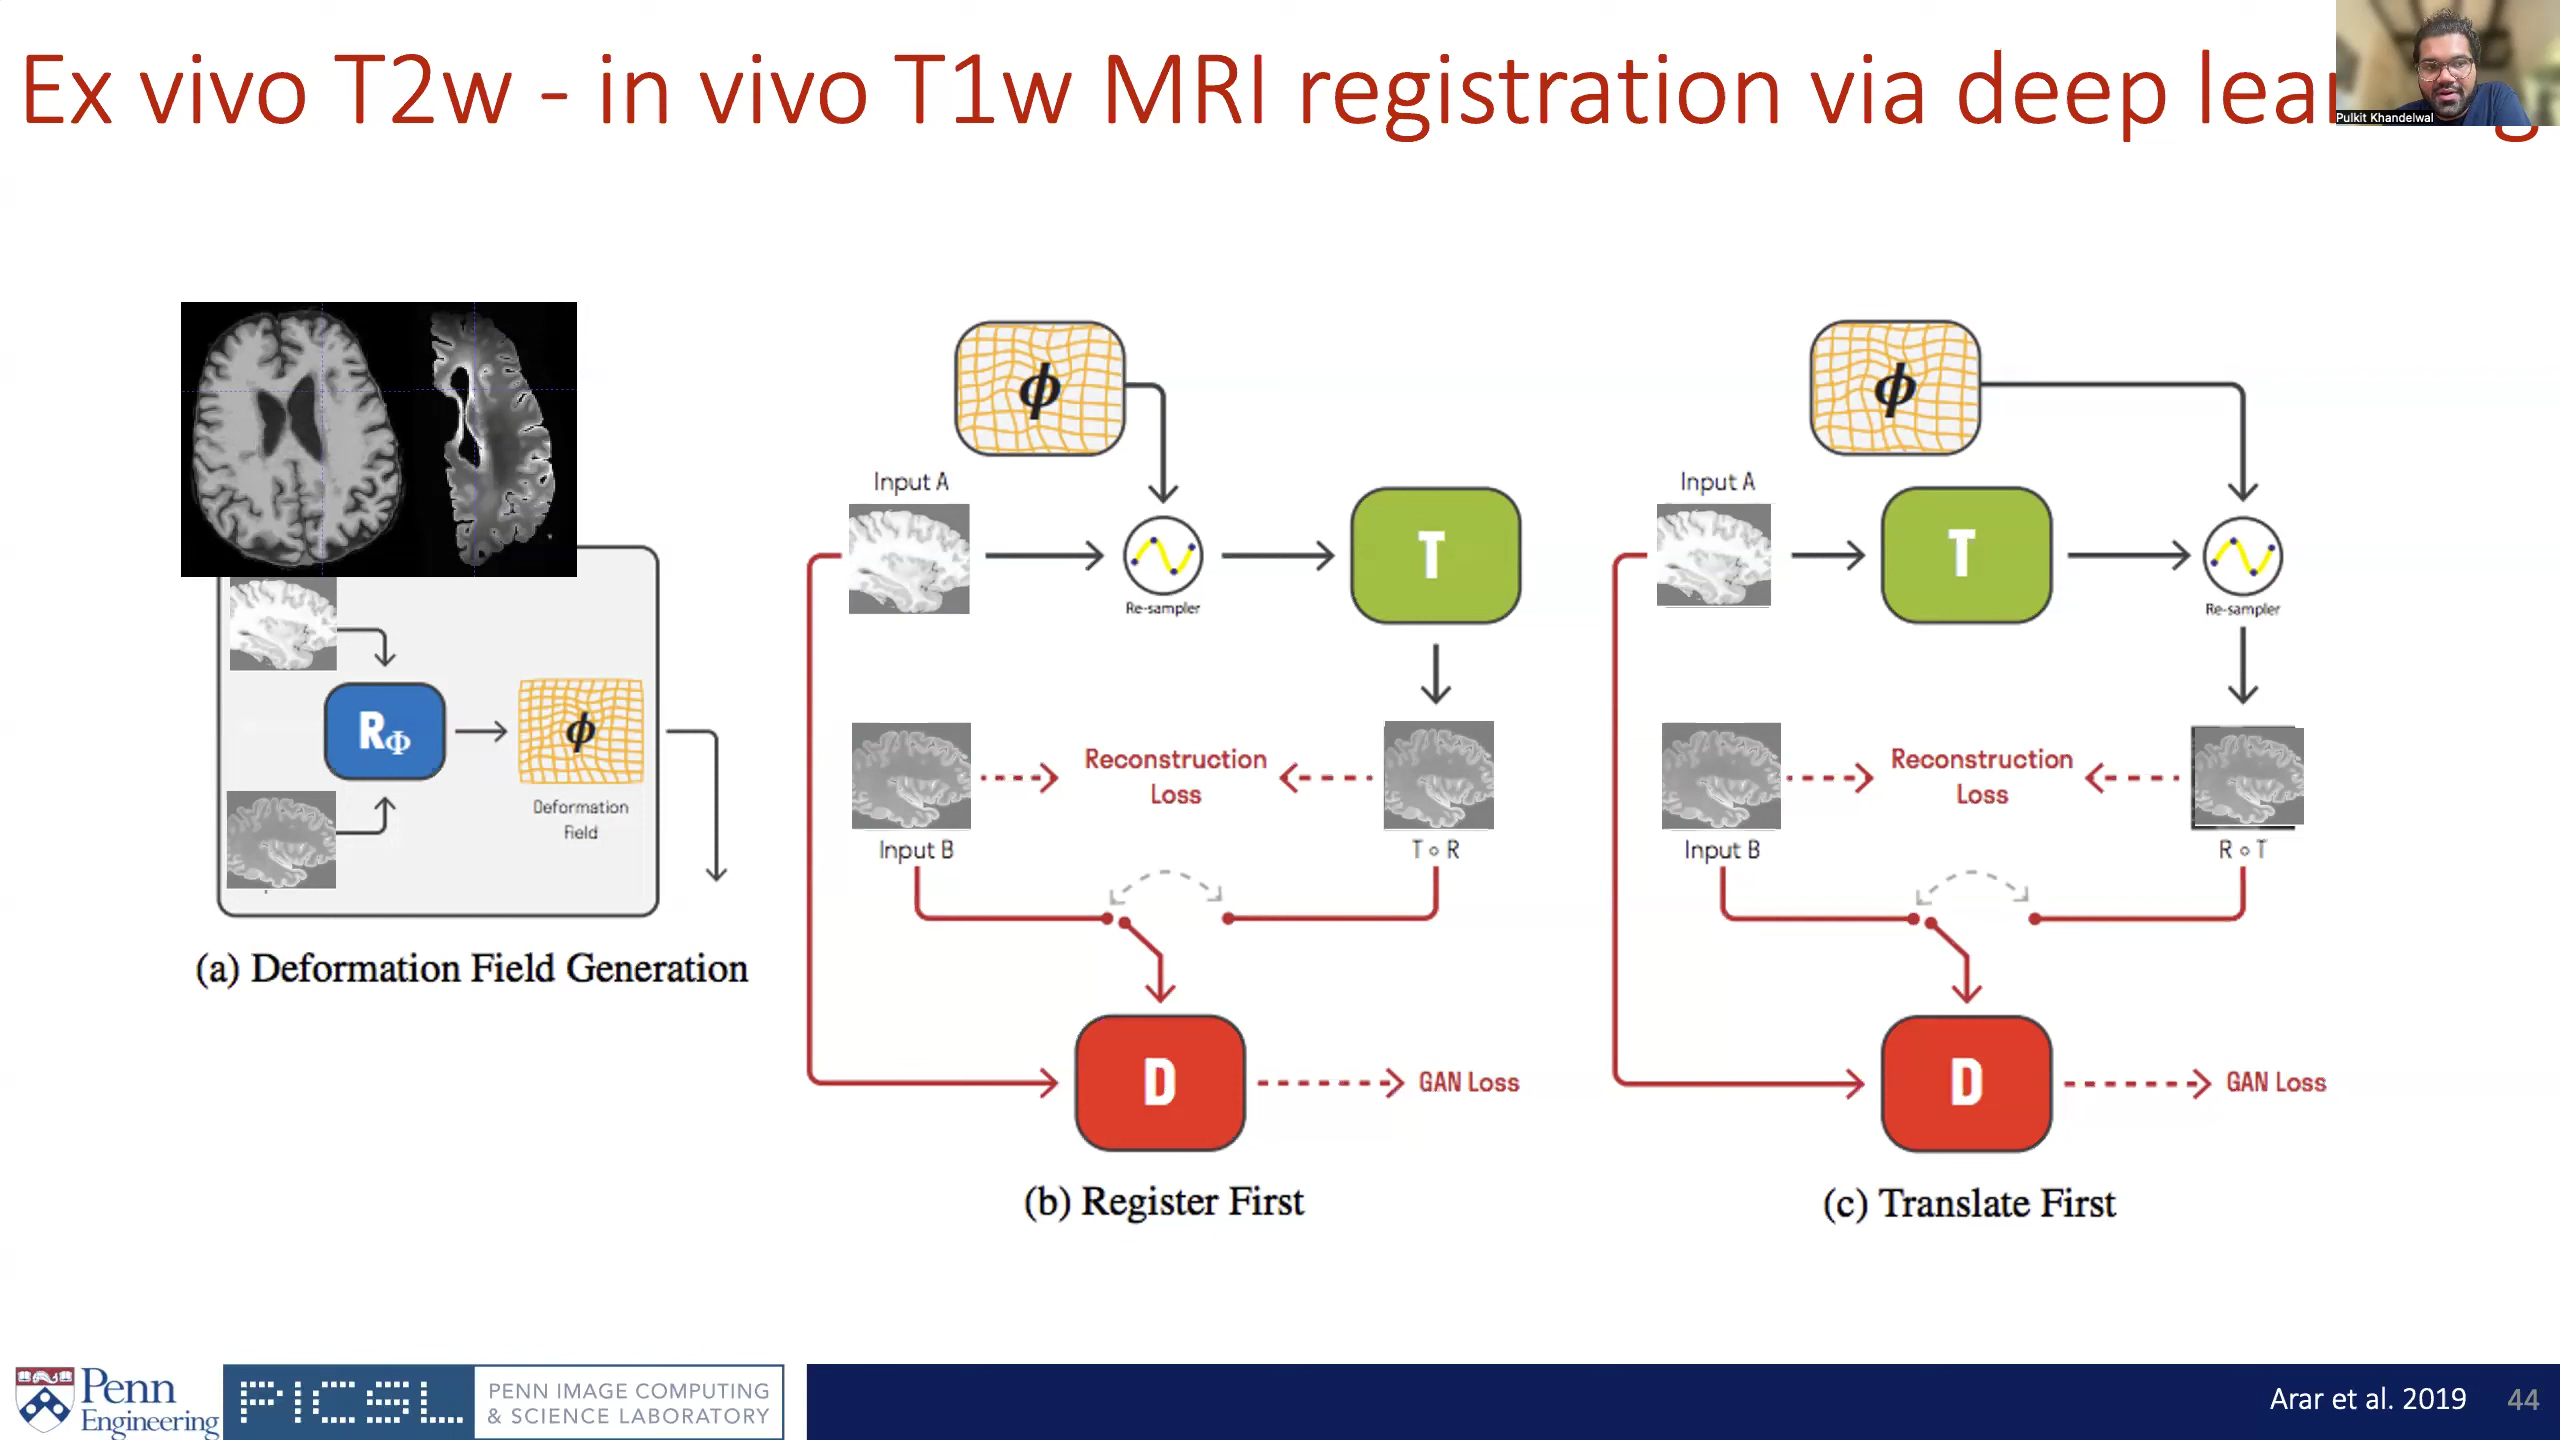 Ex vivo T2w - in vivo T1w MRI registration via deep
Pulkit Khandelwal
RΦ
ϕ
Deformation
Field
(a) Deformation Field Generation
ϕ
Input A
Re-sampler
T
Reconstruction
Loss
Input B
T ∘ R
D
GAN Loss
(b) Register First
ϕ
Input A
T
Re-sampler
Reconstruction
Loss
Input B
R ∘ T
D
GAN Loss
(c) Translate First
Penn
Engineering
PICSL
PENN IMAGE COMPUTING
& SCIENCE LABORATORY
Arar et al. 2019
44